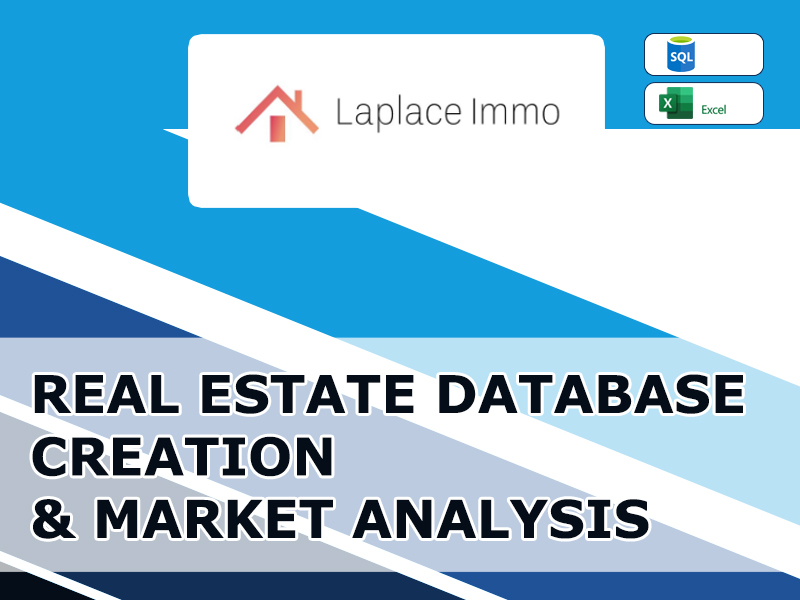 Laplace Immo
SQL
X
Excel
REAL ESTATE DATABASE
CREATION
& MARKET ANALYSIS